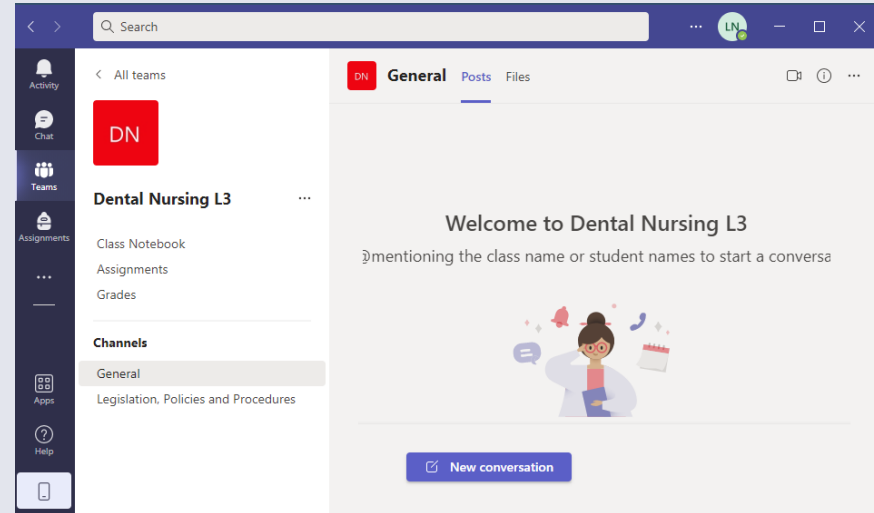 Search
LN
Activity
Chat
Teams
Assignments
Apps
Help
All teams
DN
Dental Nursing L3
Class Notebook
Assignments
Grades
Channels
General
Legislation, Policies and Procedures
DN General Posts Files
Welcome to Dental Nursing L3
@mentioning the class name or student names to start a conversa
New conversation